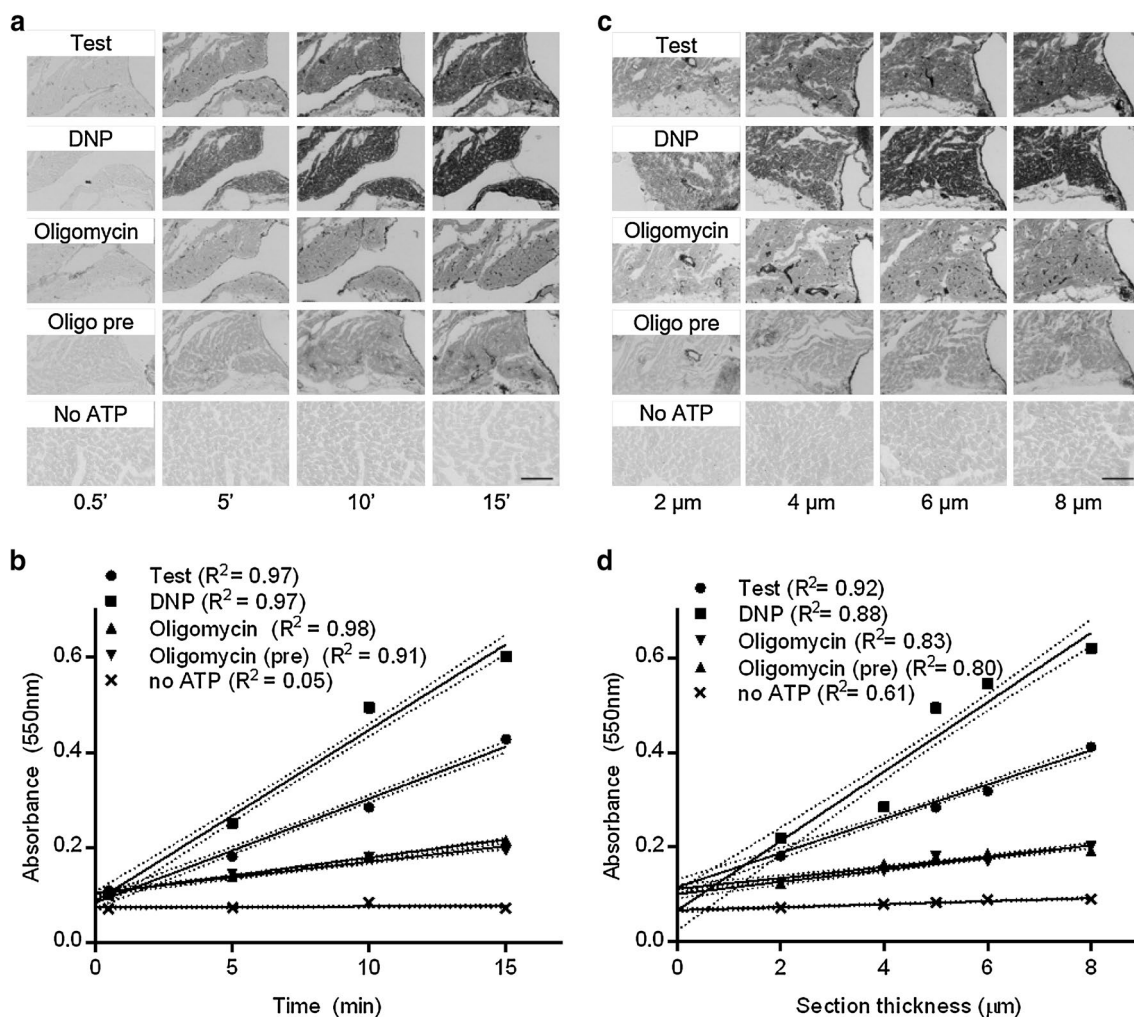 a
Test
DNP
Oligomycin
Oligo pre
No ATP
0.5' 5' 10' 15'
c
Test
DNP
Oligomycin
Oligo pre
No ATP
2 µm 4 µm 6 µm 8 µm
b
Test (R² = 0.97)
DNP (R² = 0.97)
Oligomycin (R² = 0.98)
Oligomycin (pre) (R² = 0.91)
no ATP (R² = 0.05)
Absorbance (550nm)
0.6
0.4
0.2
0.0
0 5 10 15
Time (min)
d
Test (R² = 0.92)
DNP (R² = 0.88)
Oligomycin (R² = 0.83)
Oligomycin (pre) (R² = 0.80)
no ATP (R² = 0.61)
Absorbance (550nm)
0.6
0.4
0.2
0.0
0 2 4 6 8
Section thickness (µm)